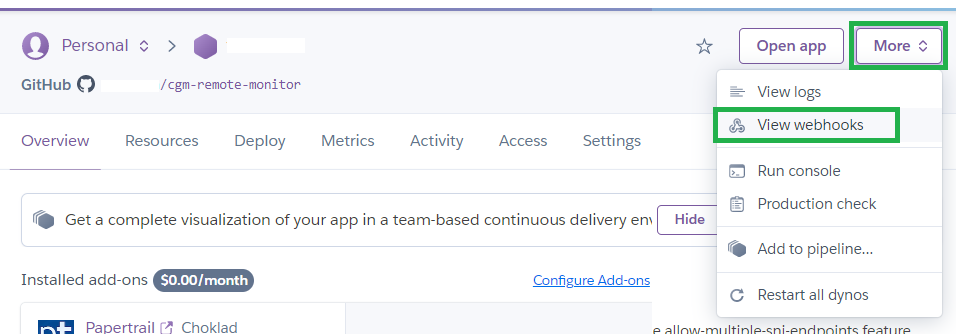 Personal
Open app
More
GitHub /cgm-remote-monitor
View logs
View webhooks
Run console
Production check
Add to pipeline...
Restart all dynos
Overview Resources Deploy Metrics Activity Access Settings
Get a complete visualization of your app in a team-based continuous delivery
Hide
Installed add-ons $0.00/month
Configure Add-ons
Papertrail Choklad
allow-multiple-sni-endpoints feature